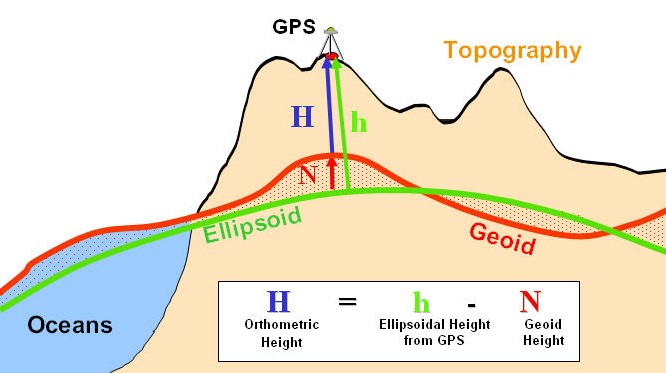 GPS
Topography
H
h
N
Ellipsoid
Geoid
Oceans
H = h - N
Orthometric Ellipsoidal Height Geoid
Height from GPS Height